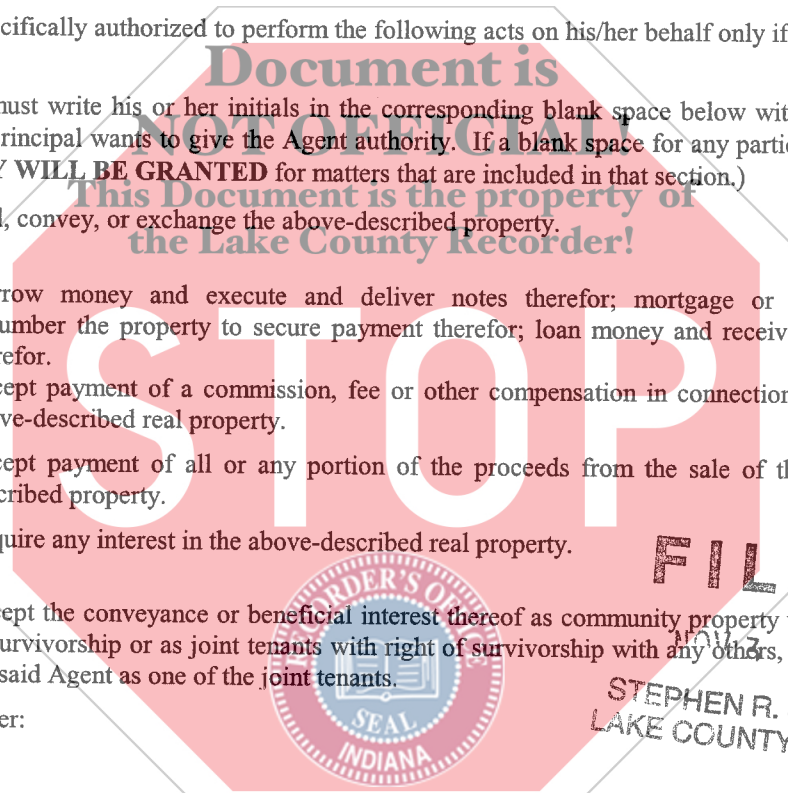 cifically authorized to perform the following acts on his/her behalf only if
Document is
must write his or her initials in the corresponding blank space below wit
NOT OFFICIAL!
rincipal wants to give the Agent authority. If a blank space for any parti
Y WILL BE GRANTED for matters that are included in that section.)
This Document is the property of
l, convey, or exchange the above-described property.
the Lake County Recorder!
rrow money and execute and deliver notes therefor; mortgage or
umber the property to secure payment therefor; loan money and receiv
refor.
STOP
cept payment of a commission, fee or other compensation in connection
ve-described real property.
cept payment of all or any portion of the proceeds from the sale of th
cribed property.
quire any interest in the above-described real property.
FIL
cept the conveyance or beneficial interest thereof as community property
urvivorship or as joint tenants with right of survivorship with any others,
said Agent as one of the joint tenants.
er:
NOV 3
STEPHEN R.
LAKE COUNTY
RECORDER'S OFFICE
SEAL
INDIANA